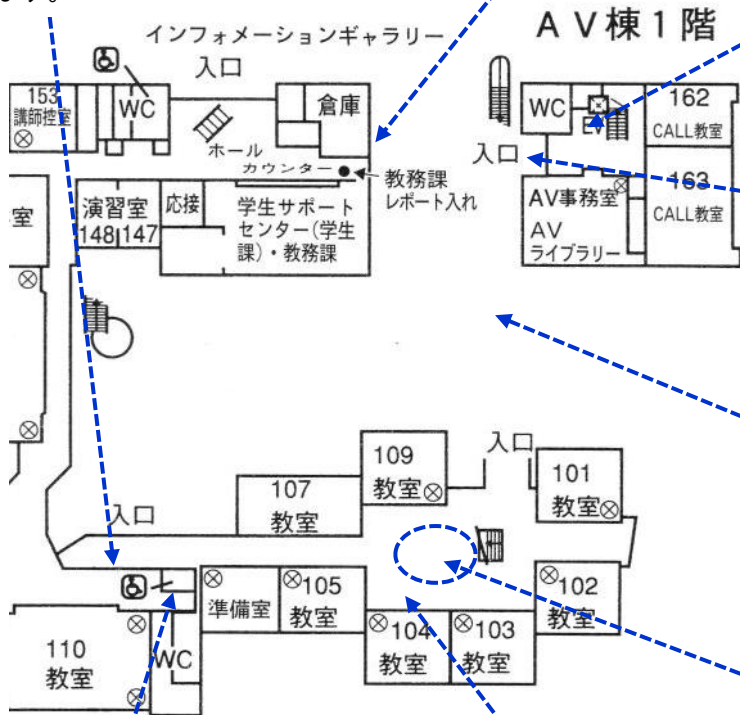 AV棟1階
インフォメーションギャラリー
入口
153
講師控室
WC
倉庫
ホール
カウンター
教務課
レポート入れ
WC
EV
162
CALL教室
入口
163
CALL教室
AV事務室
AV
ライブラリー
室
演習室
148 147
応接
学生サポート
センター(学生
課)・教務課
109
教室
入口
101
教室
107
教室
入口
準備室
105
教室
102
教室
104
教室
103
教室
110
教室
WC